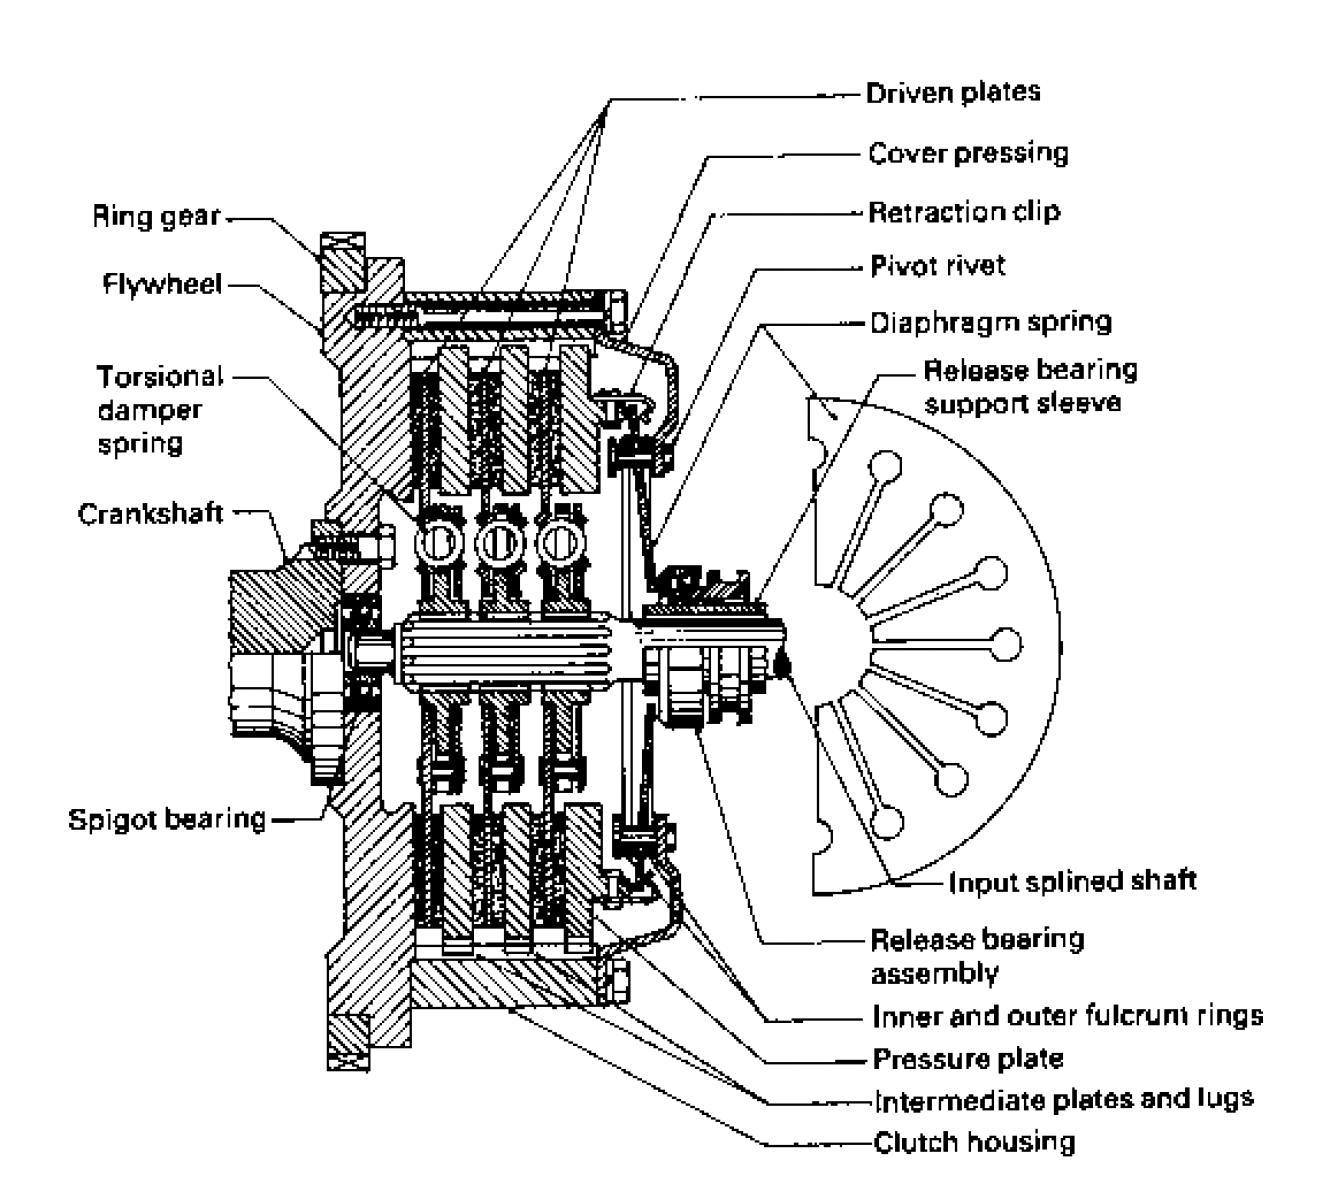 Driven plates
Cover pressing
Retraction clip
Pivot rivet
Diaphragm spring
Release bearing
support sleeve
Ring gear
Flywheel
Torsional
damper
spring
Crankshaft
Spigot bearing
Input splined shaft
Release bearing
assembly
Inner and outer fulcrum rings
Pressure plate
Intermediate plates and lugs
Clutch housing